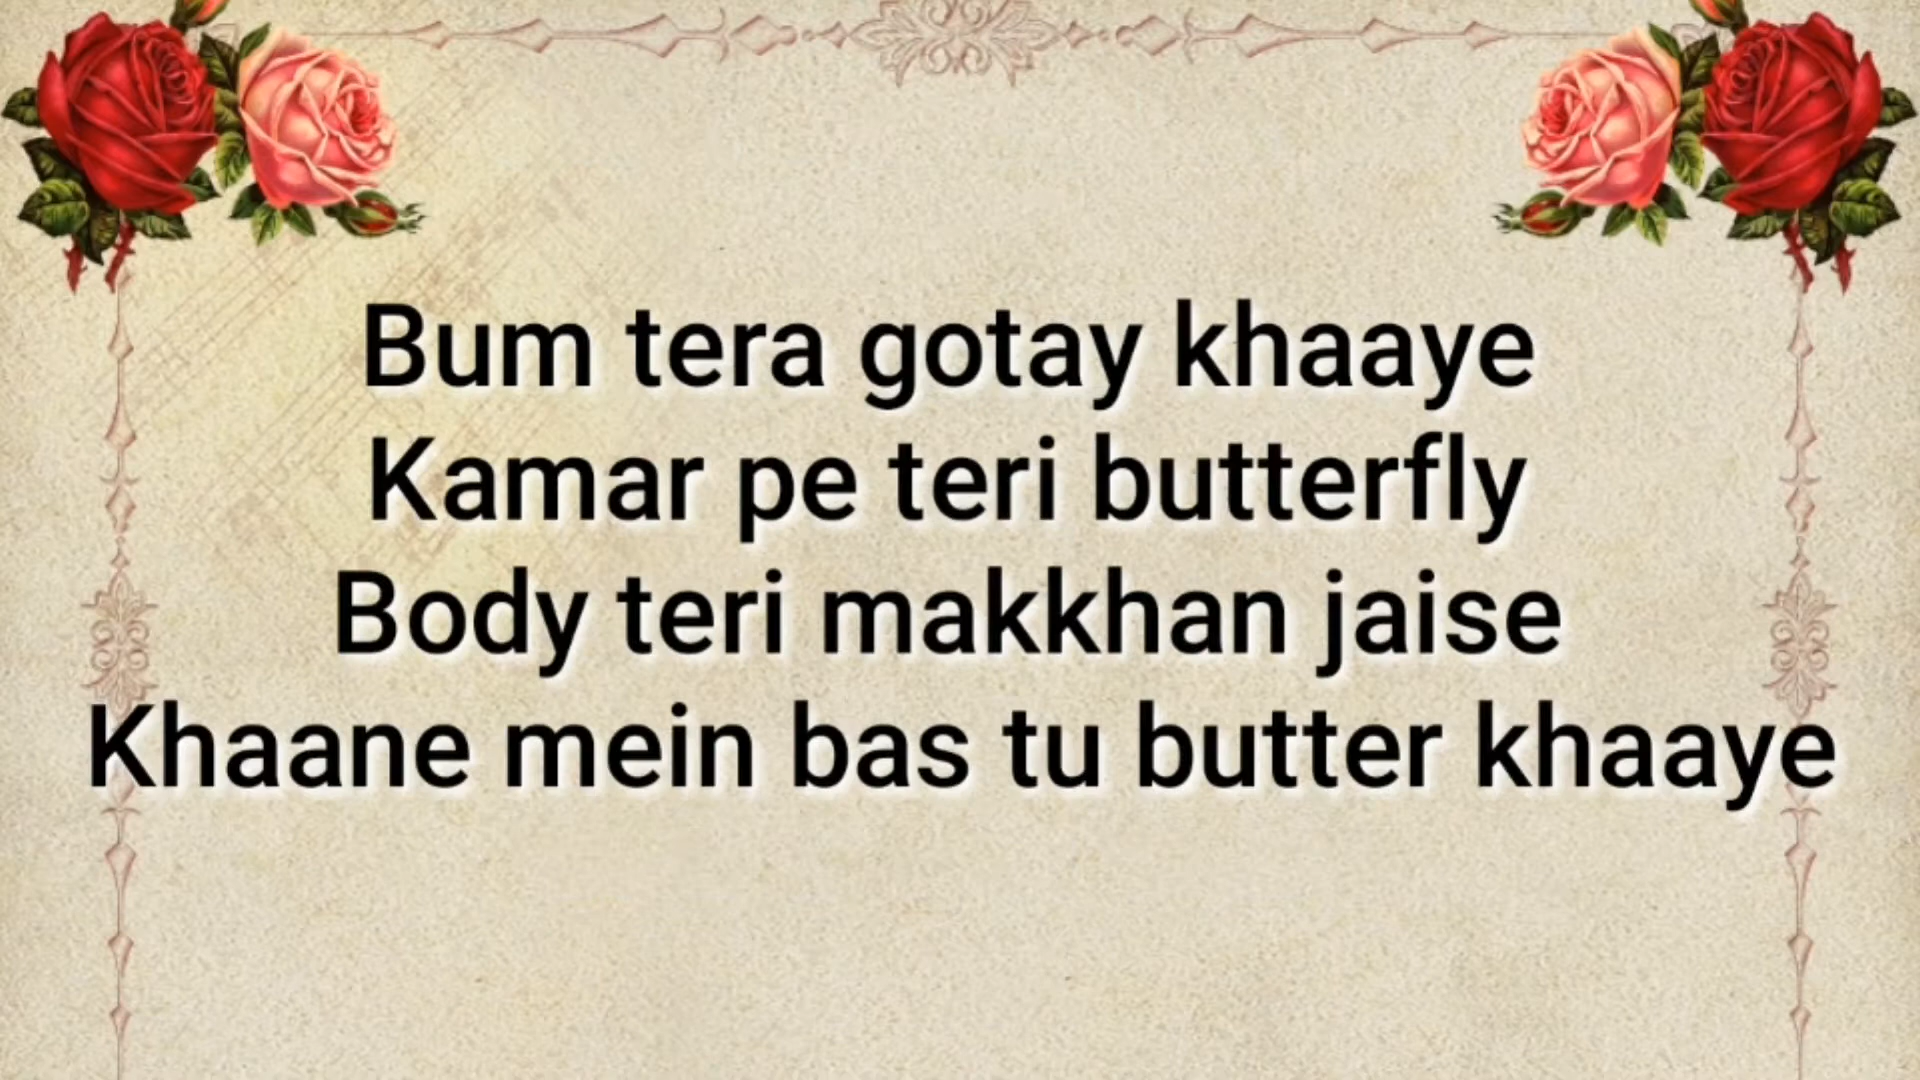 Bum tera gotay khaaye
Kamar pe teri butterfly
Body teri makkhan jaise
Khaane mein bas tu butter khaaye